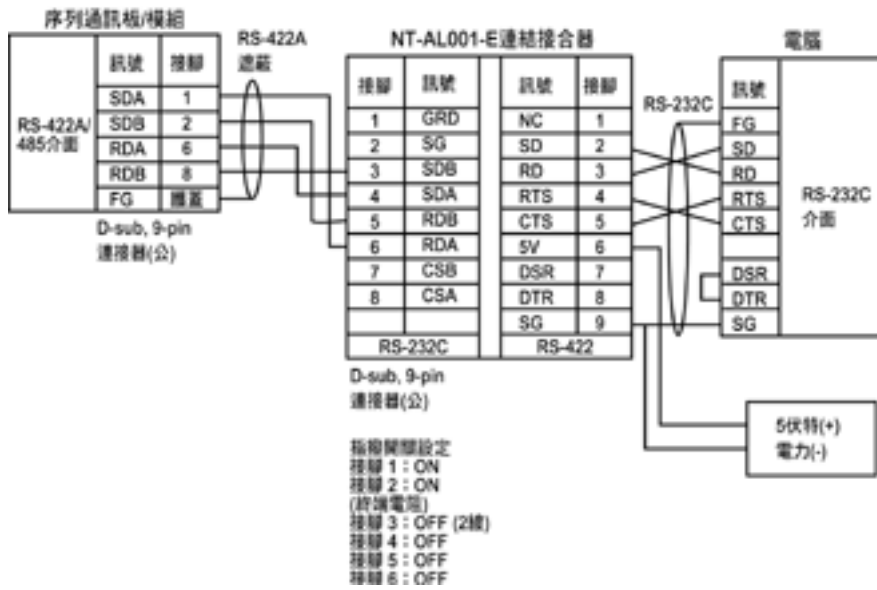 序列通訊板/模組
訊號 接腳
RS-422A/
485介面
SDA 1
SDB 2
RDA 6
RDB 8
FG 護蓋
D-sub, 9-pin
連接器(公)
RS-422A
遮蔽
NT-AL001-E連結接合器
接腳 訊號 訊號 接腳
1 GRD NC 1
2 SG SD 2
3 SDB RD 3
4 SDA RTS 4
5 RDB CTS 5
6 RDA 5V 6
7 CSB DSR 7
8 CSA DTR 8
SG 9
RS-232C RS-422
D-sub, 9-pin
連接器(公)
RS-232C
電腦
訊號
FG
SD
RD
RTS
CTS
DSR
DTR
SG
RS-232C
介面
5伏特(+)
電力(-)
指撥開關設定
接腳 1：ON
接腳 2：ON
(終端電阻)
接腳 3：OFF (2線)
接腳 4：OFF
接腳 5：OFF
接腳 6：OFF